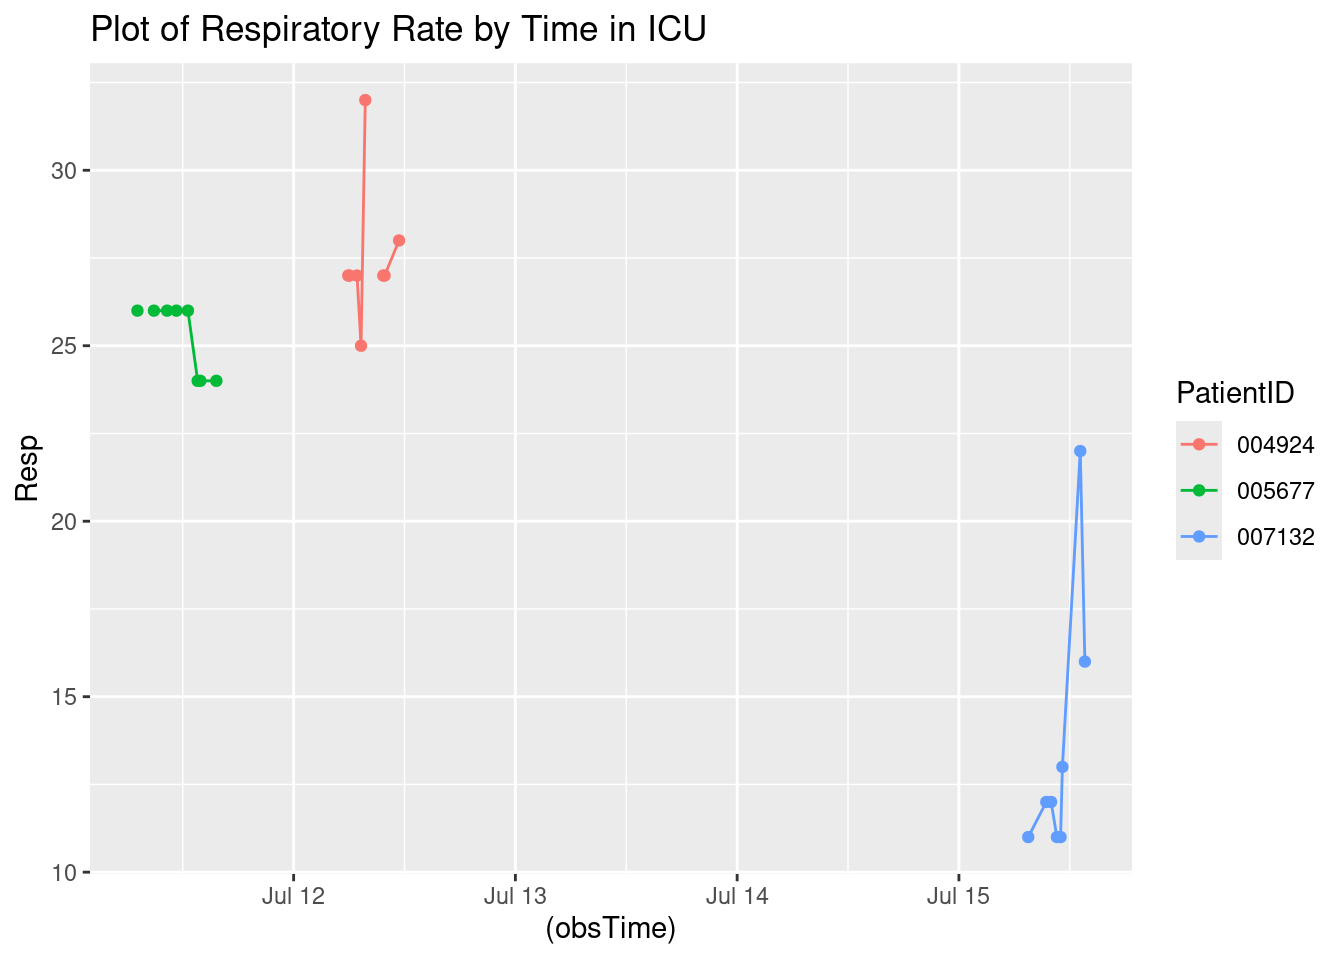 Plot of Respiratory Rate by Time in ICU
30
25
20
15
10
Resp
Jul 12
Jul 13
Jul 14
Jul 15
(obsTime)
PatientID
004924
005677
007132